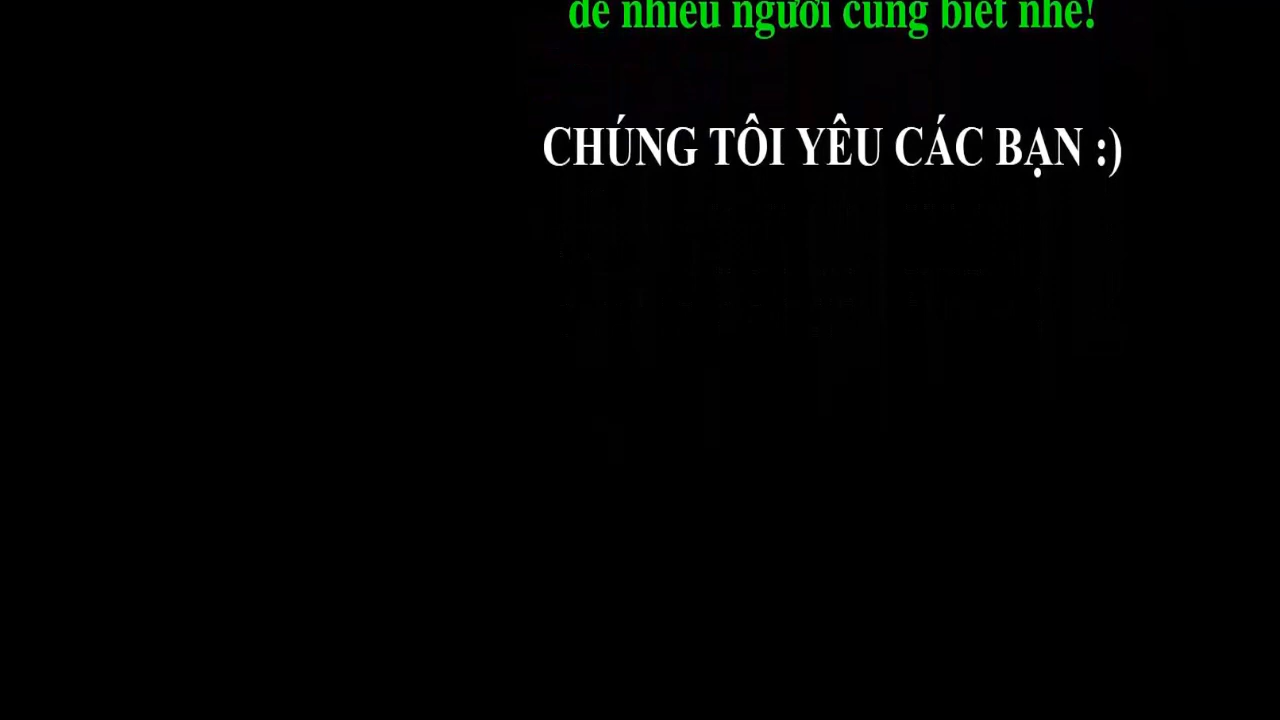 để nhiều người cùng biết nhé!
CHÚNG TÔI YÊU CÁC BẠN :)